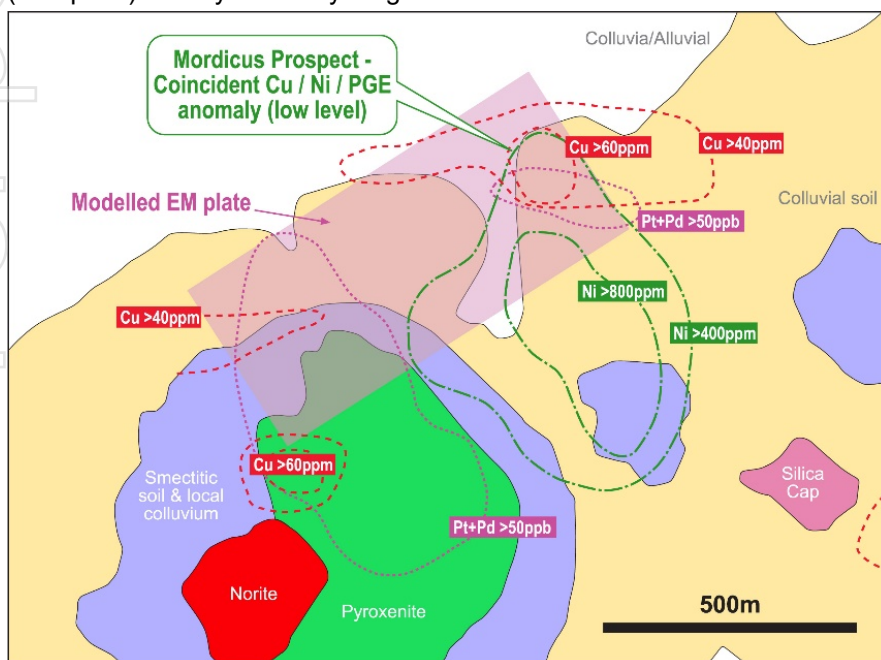 Colluvia/Alluvial
Mordicus Prospect -
Coincident Cu / Ni / PGE
anomaly (low level)
Cu >60ppm
Cu >40ppm
Colluvial soil
Modelled EM plate
Pt+Pd >50ppb
Ni >800ppm
Cu >40ppm
Ni >400ppm
Cu >60ppm
Smectitic
soil & local
colluvium
Silica
Cap
Pt+Pd >50ppb
Norite
Pyroxenite
500m